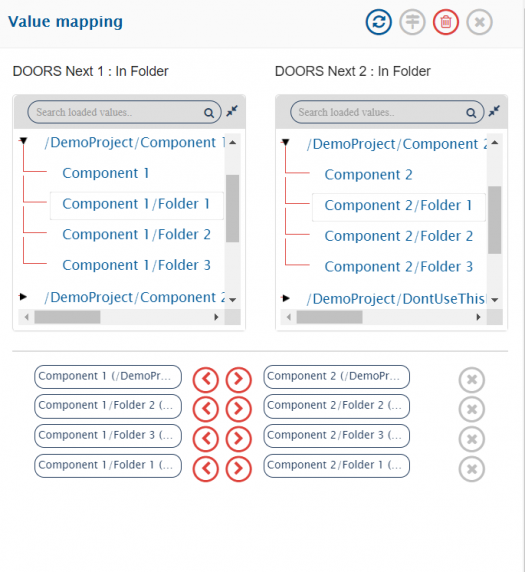 Value mapping
DOORS Next 1 : In Folder
DOORS Next 2 : In Folder
Search loaded values..
Search loaded values..
/DemoProject/Component 1
Component 1
Component 1/Folder 1
Component 1/Folder 2
Component 1/Folder 3
/DemoProject/Component 2
/DemoProject/Component 2
Component 2
Component 2/Folder 1
Component 2/Folder 2
Component 2/Folder 3
/DemoProject/DontUseThis
Component 1 (/DemoPr...
Component 2 (/DemoPr...
Component 1/Folder 2 (...
Component 2/Folder 2 (...
Component 1/Folder 3 (...
Component 2/Folder 3 (...
Component 1/Folder 1 (...
Component 2/Folder 1 (...